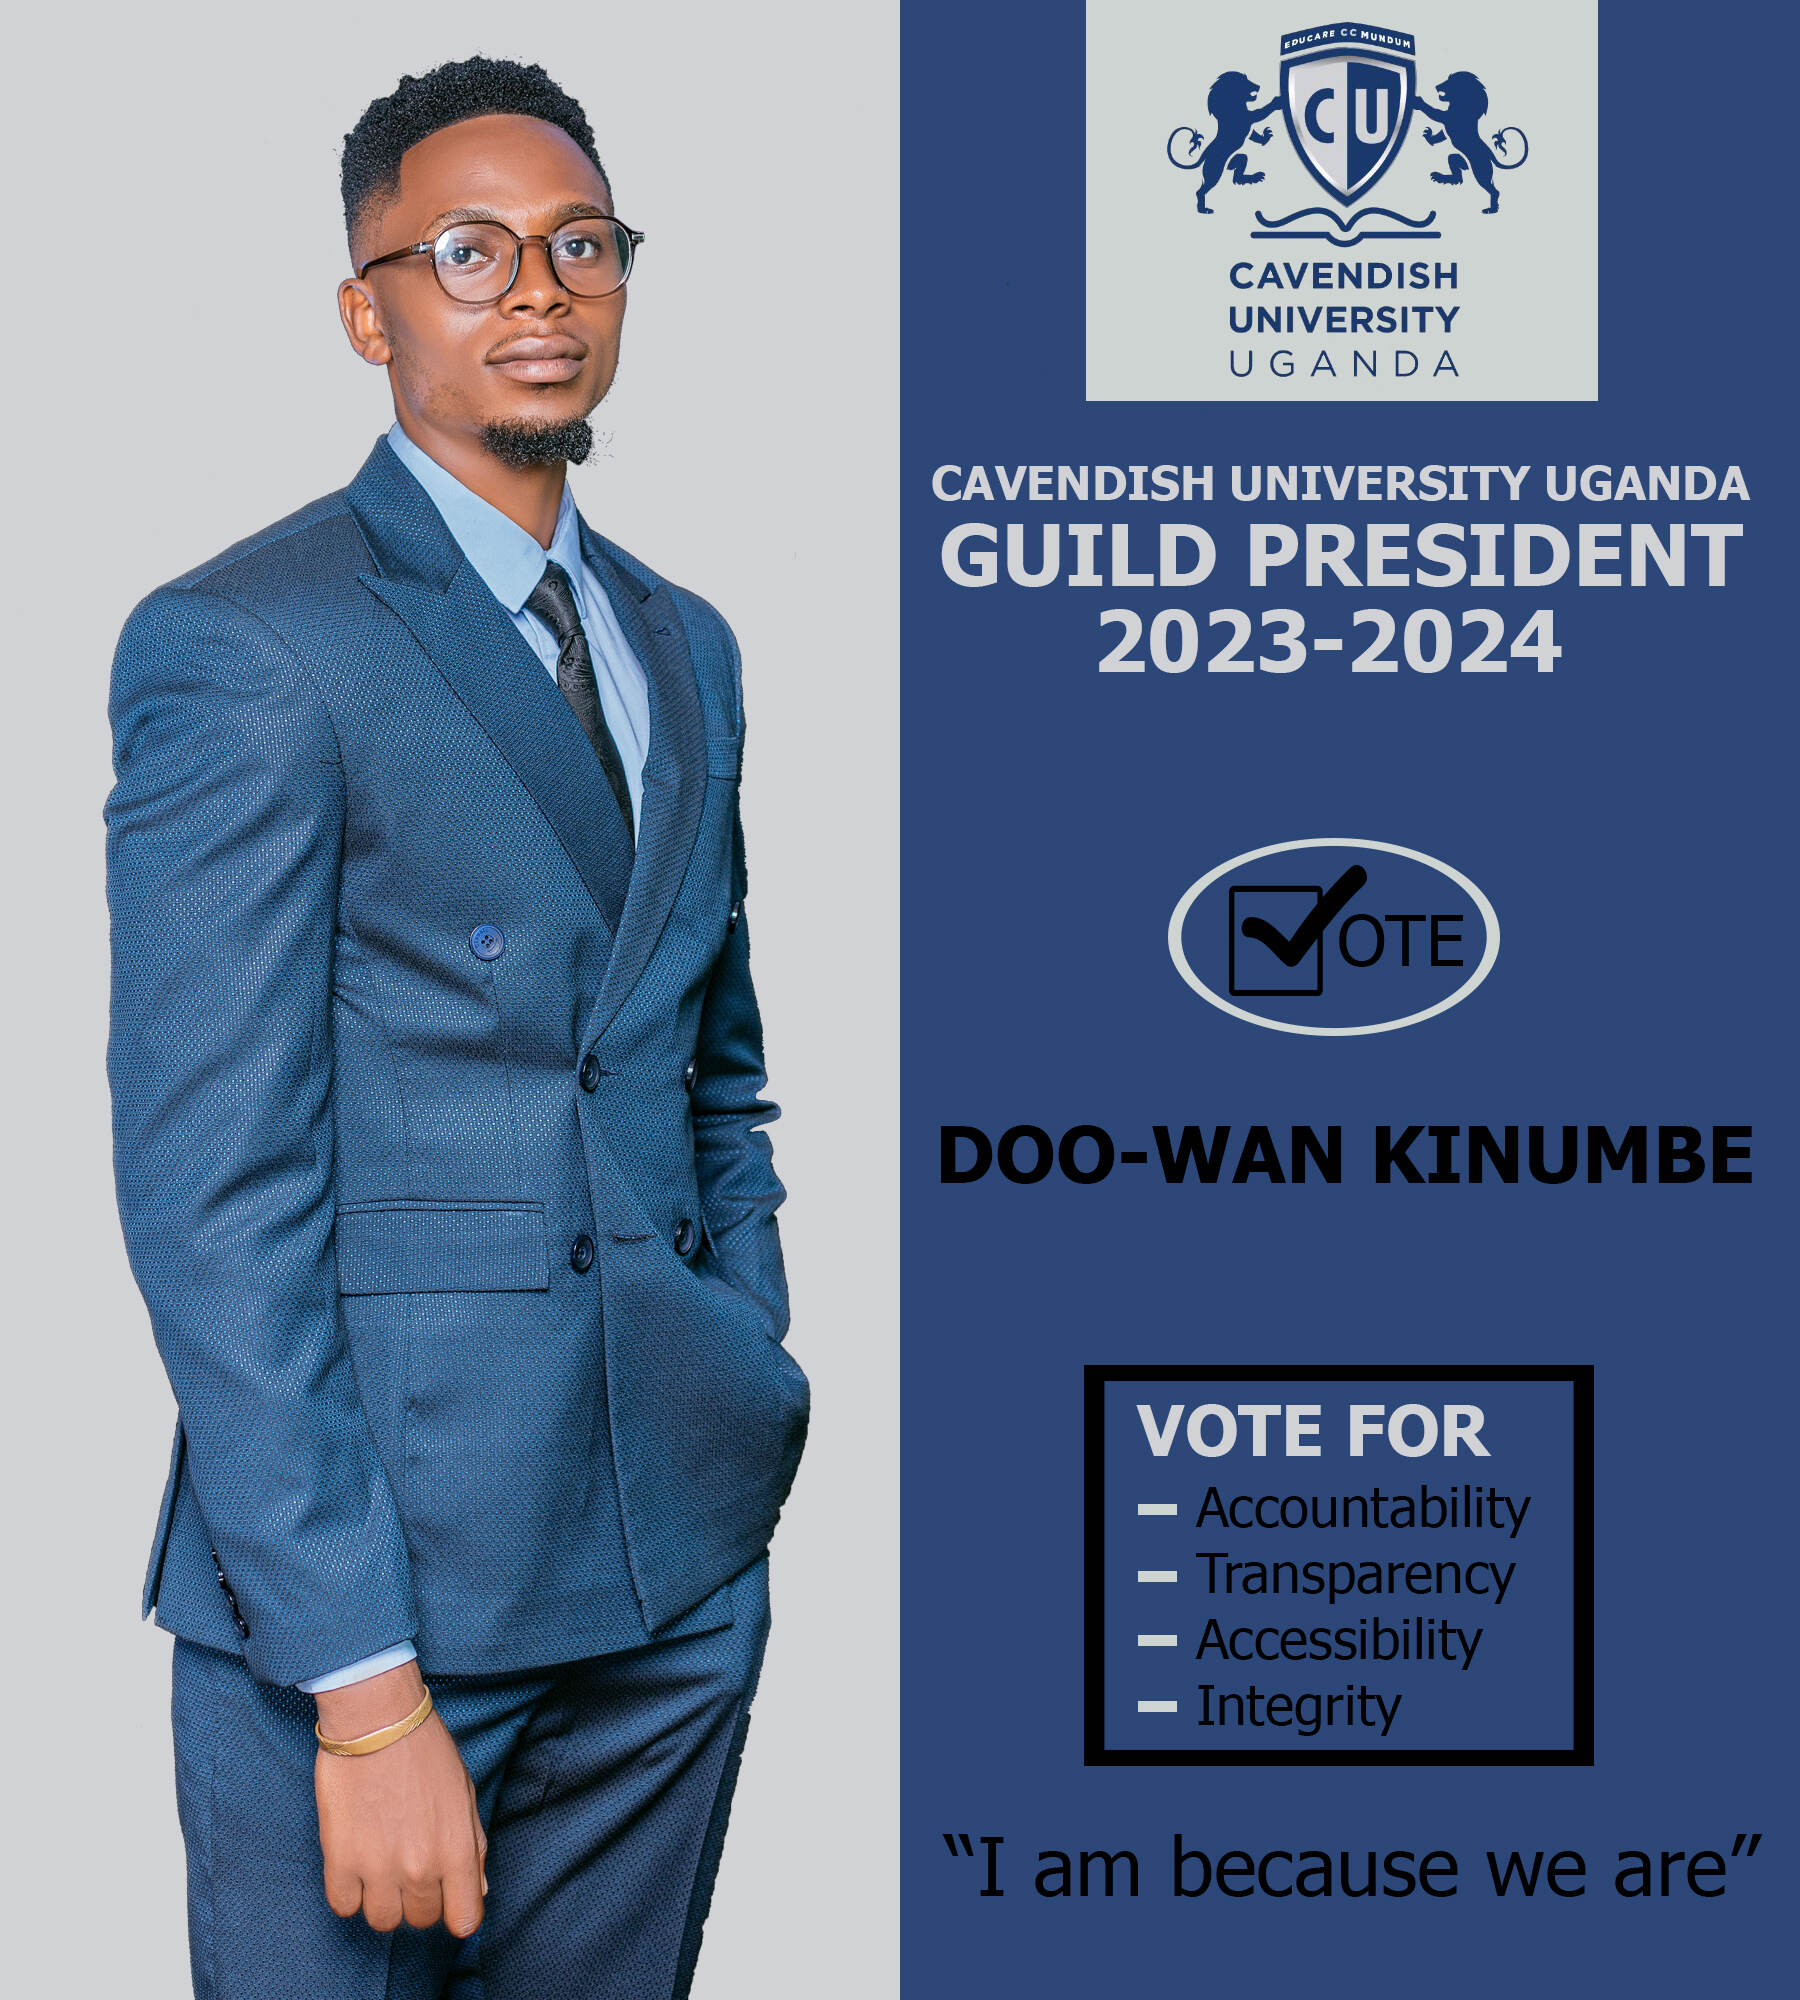 EDUCARE CC MUNDUM
CU
CAVENDISH
UNIVERSITY
UGANDA
CAVENDISH UNIVERSITY UGANDA
GUILD PRESIDENT
2023-2024
VOTE
DOO-WAN KINUMBE
VOTE FOR
- Accountability
- Transparency
- Accessibility
- Integrity
“I am because we are”